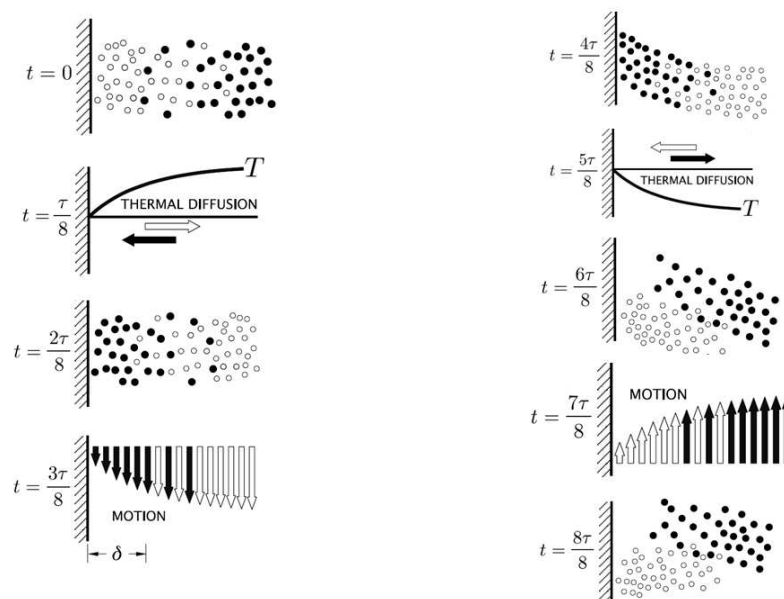 t = 0
t = τ/8
T
THERMAL DIFFUSION
t = 2τ/8
t = 3τ/8
MOTION
δ
t = 4τ/8
t = 5τ/8
THERMAL DIFFUSION
T
t = 6τ/8
t = 7τ/8
MOTION
t = 8τ/8